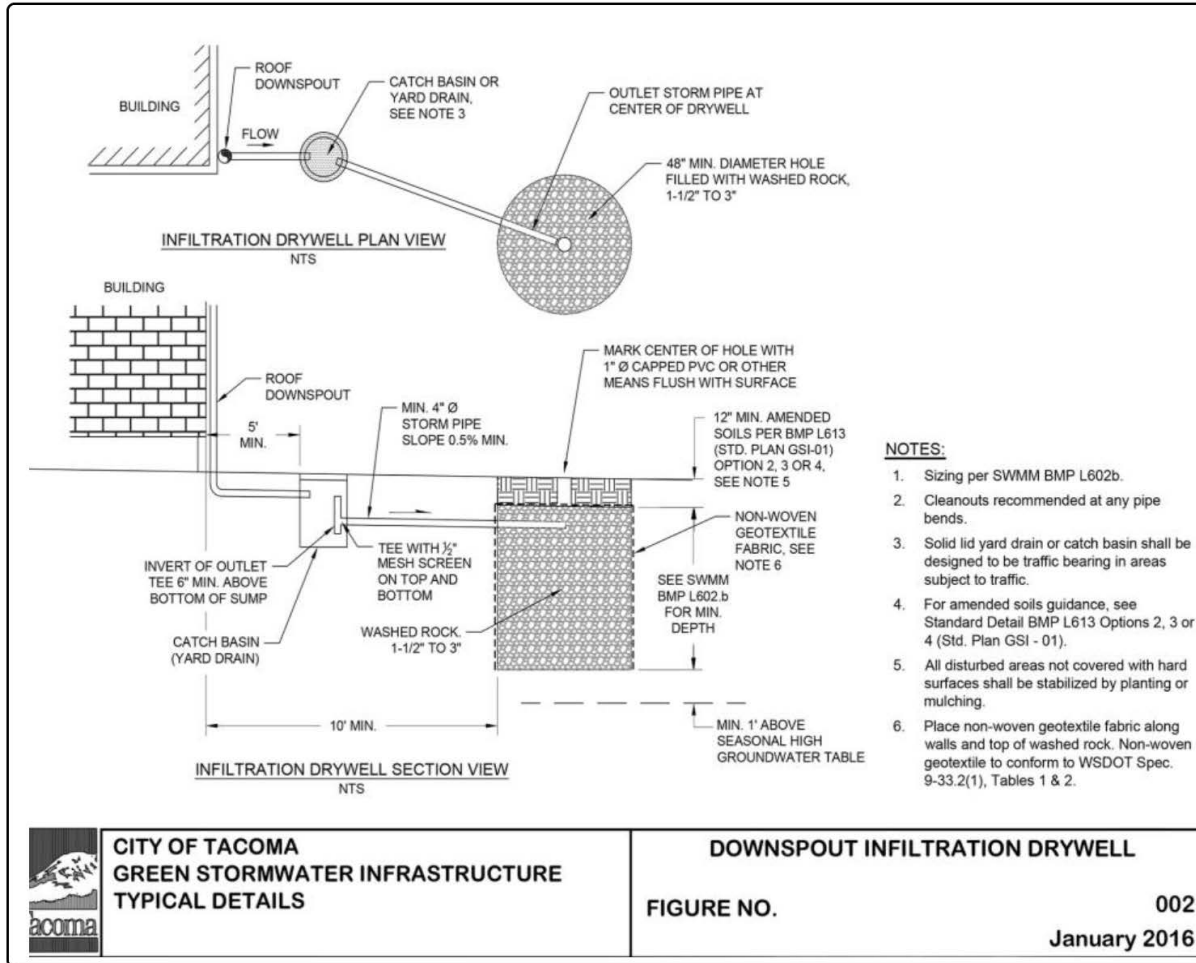 ROOF
DOWNSPOUT
BUILDING
CATCH BASIN OR
YARD DRAIN,
SEE NOTE 3
FLOW
OUTLET STORM PIPE AT
CENTER OF DRYWELL
48" MIN. DIAMETER HOLE
FILLED WITH WASHED ROCK,
1-1/2" TO 3"
INFILTRATION DRYWELL PLAN VIEW
NTS
BUILDING
ROOF
DOWNSPOUT
5'
MIN.
MIN. 4" Ø
STORM PIPE
SLOPE 0.5% MIN.
MARK CENTER OF HOLE WITH
1" Ø CAPPED PVC OR OTHER
MEANS FLUSH WITH SURFACE
12" MIN. AMENDED
SOILS PER BMP L613
(STD. PLAN GSI-01)
OPTION 2, 3 OR 4,
SEE NOTE 5
NON-WOVEN
GEOTEXTILE
FABRIC, SEE
NOTE 6
INVERT OF OUTLET
TEE 6" MIN. ABOVE
BOTTOM OF SUMP
TEE WITH ½"
MESH SCREEN
ON TOP AND
BOTTOM
SEE SWMM
BMP L602.b
FOR MIN.
DEPTH
CATCH BASIN
(YARD DRAIN)
WASHED ROCK.
1-1/2" TO 3"
10' MIN.
MIN. 1' ABOVE
SEASONAL HIGH
GROUNDWATER TABLE
INFILTRATION DRYWELL SECTION VIEW
NTS
NOTES:
1. Sizing per SWMM BMP L602b.
2. Cleanouts recommended at any pipe
bends.
3. Solid lid yard drain or catch basin shall be
designed to be traffic bearing in areas
subject to traffic.
4. For amended soils guidance, see
Standard Detail BMP L613 Options 2, 3 or
4 (Std. Plan GSI - 01).
5. All disturbed areas not covered with hard
surfaces shall be stabilized by planting or
mulching.
6. Place non-woven geotextile fabric along
walls and top of washed rock. Non-woven
geotextile to conform to WSDOT Spec.
9-33.2(1), Tables 1 & 2.
Tacoma
CITY OF TACOMA
GREEN STORMWATER INFRASTRUCTURE
TYPICAL DETAILS
DOWNSPOUT INFILTRATION DRYWELL
FIGURE NO. 002
January 2016